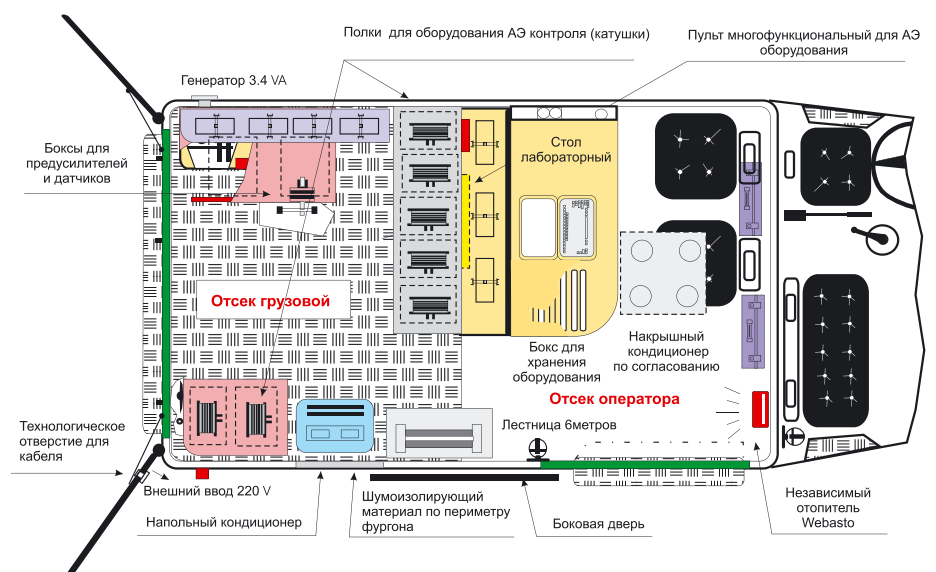 Полки для оборудования АЭ контроля (катушки)
Пульт многофункциональный для АЭ
оборудования
Генератор 3.4 VA
Боксы для
предусилителей
и датчиков
Стол
лабораторный
Отсек грузовой
Бокс для
хранения
оборудования
Накрышный
кондиционер
по согласованию
Отсек оператора
Лестница 6метров
Технологическое
отверстие для
кабеля
Внешний ввод 220 V
Напольный кондиционер
Шумоизолирующий
материал по периметру
фургона
Боковая дверь
Независимый
отопитель
Webasto